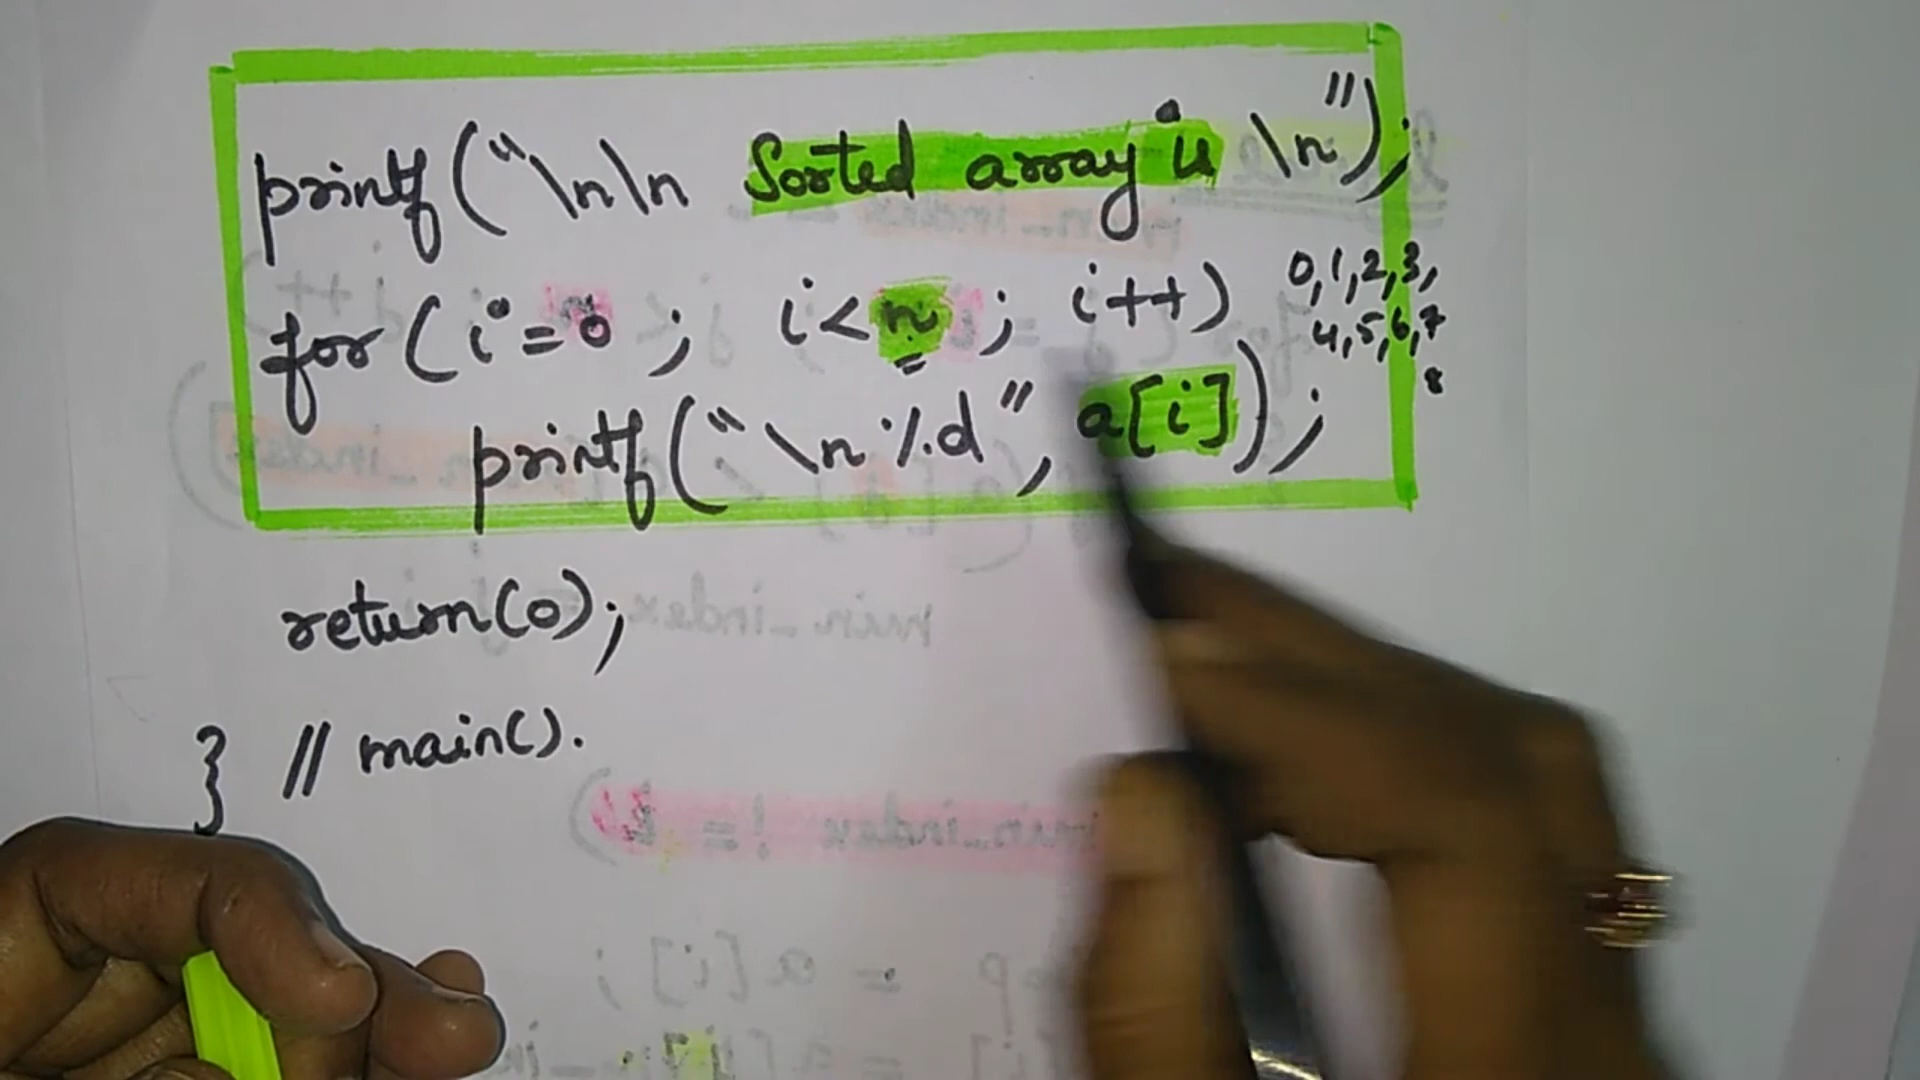 printf("\n\n Sorted array is \n");
for(i=0; i<n; i++)
0,1,2,3,
4,5,6,7
8
printf("\n%d", a[i]);
return(0);
} // main().